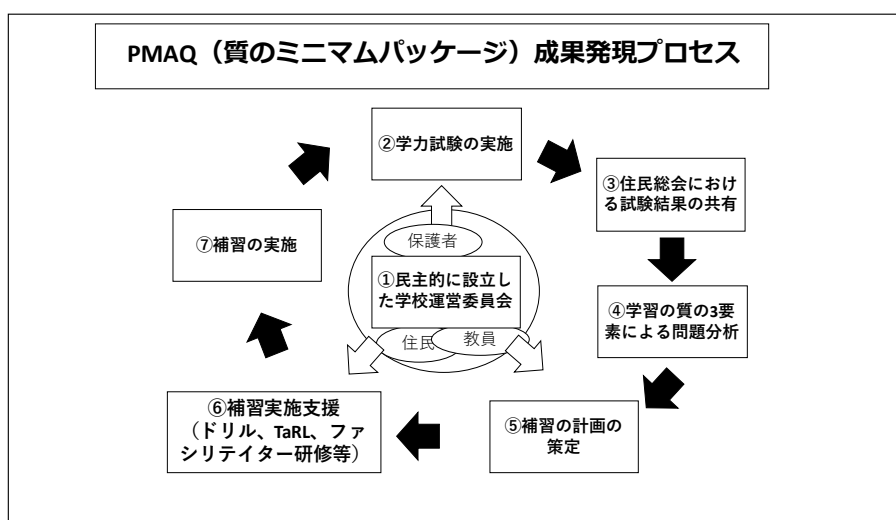 PMAQ（質のミニマムパッケージ）成果発現プロセス
②学力試験の実施
③住民総会におけ
る試験結果の共有
⑦補習の実施
保護者
①民主的に設立し
た学校運営委員会
④学習の質の3要
素による問題分析
住民
教員
⑥補習実施支援
（ドリル、TaRL、ファ
シリテイター研修等）
⑤補習の計画の
策定